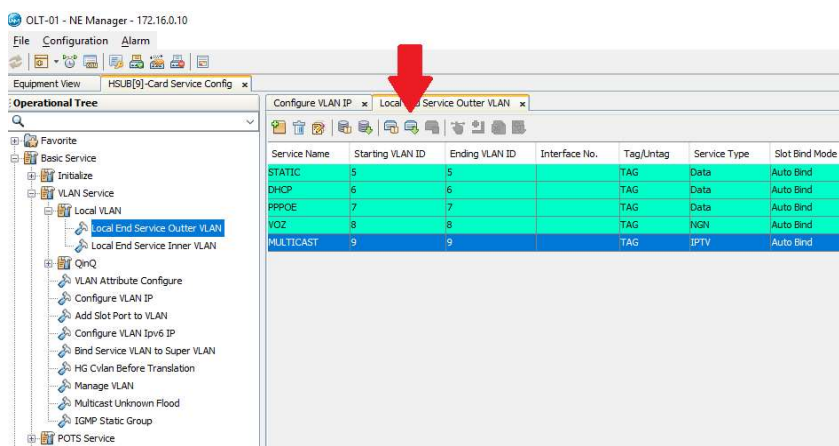 OLT-01 - NE Manager - 172.16.0.10
File Configuration Alarm
Equipment View HSUB[9]-Card Service Config x
Operational Tree
Favorite
Basic Service
Initialize
VLAN Service
Local VLAN
Local End Service Outter VLAN
Local End Service Inner VLAN
QinQ
VLAN Attribute Configure
Configure VLAN IP
Add Slot Port to VLAN
Configure VLAN Ipv6 IP
Bind Service VLAN to Super VLAN
HG Cvlan Before Translation
Manage VLAN
Multicast Unknown Flood
IGMP Static Group
POTS Service
Configure VLAN IP x Local End Service Outter VLAN x
Service Name Starting VLAN ID Ending VLAN ID Interface No. Tag/Untag Service Type Slot Bind Mode
STATIC 5 5 TAG Data Auto Bind
DHCP 6 6 TAG Data Auto Bind
PPPOE 7 7 TAG Data Auto Bind
VOZ 8 8 TAG NGN Auto Bind
MULTICAST 9 9 TAG IPTV Auto Bind